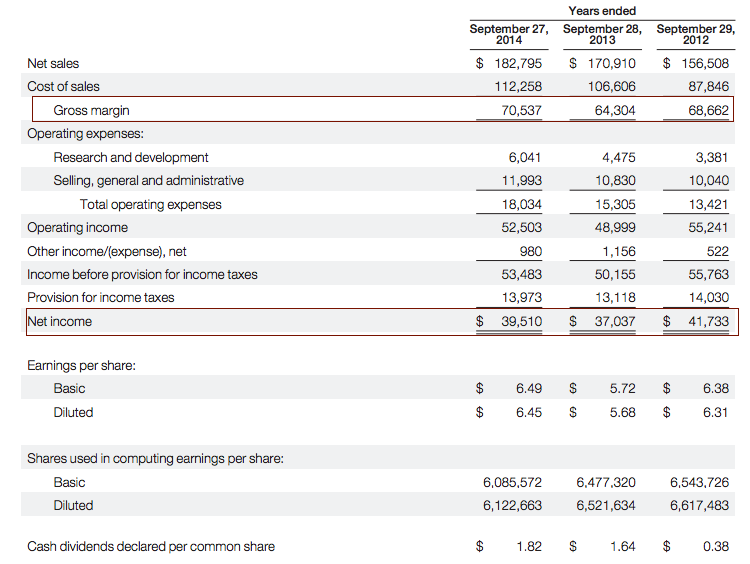 Years ended
September 27, 2014 September 28, 2013 September 29, 2012
Net sales $ 182,795 $ 170,910 $ 156,508
Cost of sales 112,258 106,606 87,846
Gross margin 70,537 64,304 68,662
Operating expenses:
Research and development 6,041 4,475 3,381
Selling, general and administrative 11,993 10,830 10,040
Total operating expenses 18,034 15,305 13,421
Operating income 52,503 48,999 55,241
Other income/(expense), net 980 1,156 522
Income before provision for income taxes 53,483 50,155 55,763
Provision for income taxes 13,973 13,118 14,030
Net income $ 39,510 $ 37,037 $ 41,733
Earnings per share:
Basic $ 6.49 $ 5.72 $ 6.38
Diluted $ 6.45 $ 5.68 $ 6.31
Shares used in computing earnings per share:
Basic 6,085,572 6,477,320 6,543,726
Diluted 6,122,663 6,521,634 6,617,483
Cash dividends declared per common share $ 1.82 $ 1.64 $ 0.38